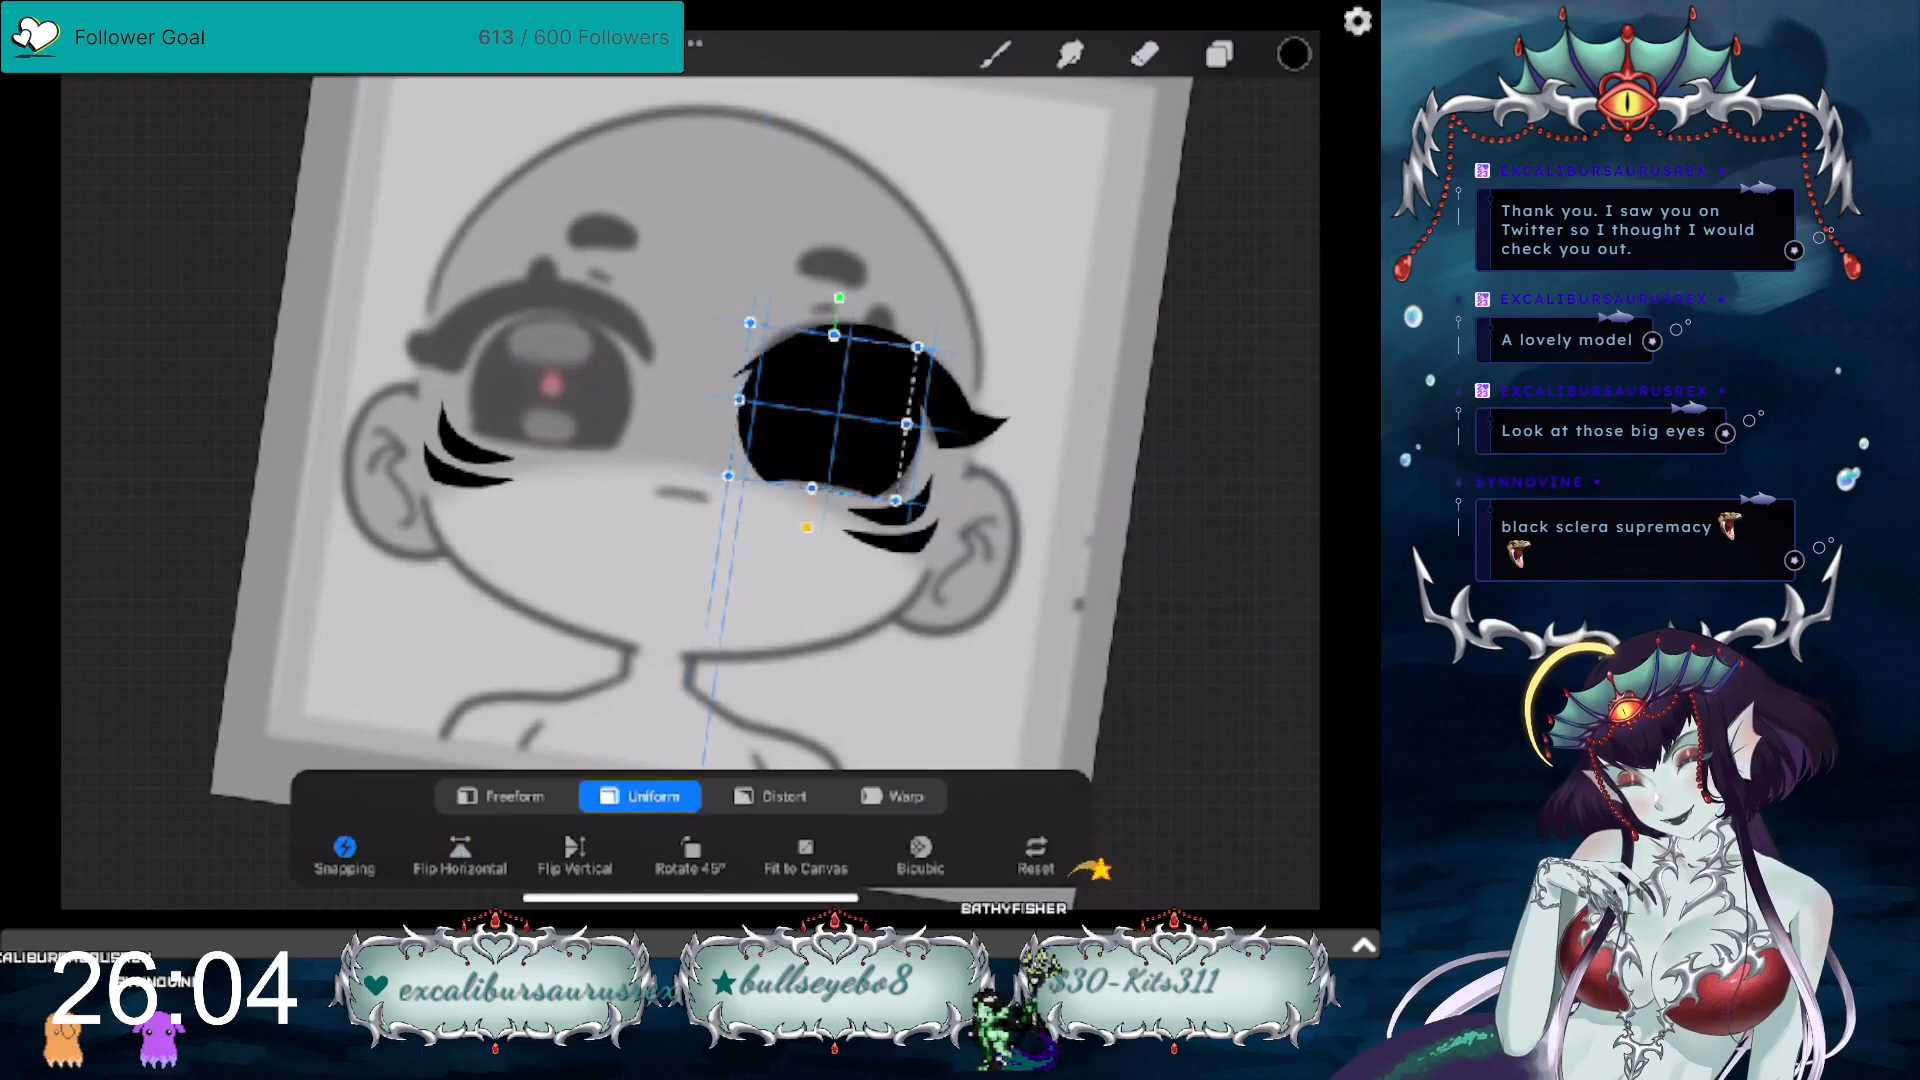 Follower Goal
613 / 600 Followers
EXCALIBURSAURUSREX
Thank you. I saw you on
Twitter so I thought I would
check you out.
EXCALIBURSAURUSREX
A lovely model
EXCALIBURSAURUSREX
Look at those big eyes
SYNNOVINE
black sclera supremacy
Freeform
Uniform
Distort
Warp
Snapping
Flip Horizontal
Flip Vertical
Rotate 45°
Fit to Canvas
Bicubic
Reset
BATHYFISHER
26:04
excalibursaurusrex
bullseyebo8
$30-Kits311